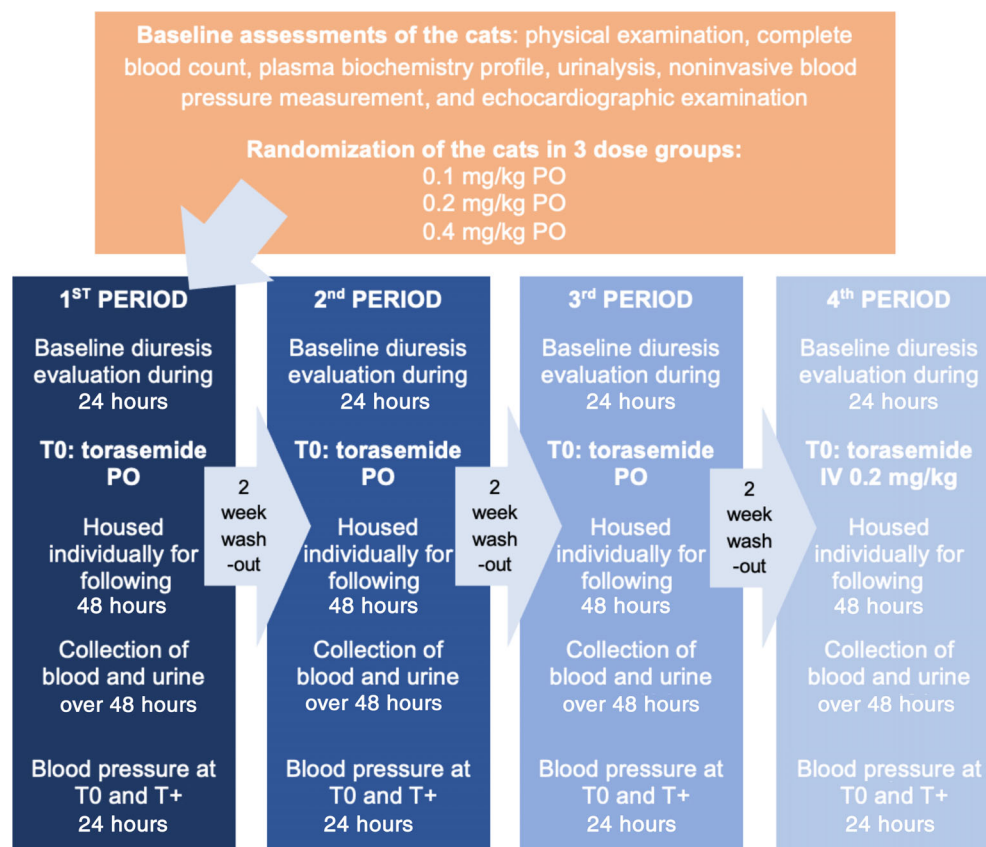 Baseline assessments of the cats: physical examination, complete
blood count, plasma biochemistry profile, urinalysis, noninvasive blood
pressure measurement, and echocardiographic examination
Randomization of the cats in 3 dose groups:
0.1 mg/kg PO
0.2 mg/kg PO
0.4 mg/kg PO
1ST PERIOD
Baseline diuresis
evaluation during
24 hours
T0: torasemide
PO
Housed
individually for
following
48 hours
Collection of
blood and urine
over 48 hours
Blood pressure at
T0 and T+
24 hours
2
week
wash
-out
2nd PERIOD
Baseline diuresis
evaluation during
24 hours
T0: torasemide
PO
Housed
individually for
following
48 hours
Collection of
blood and urine
over 48 hours
Blood pressure at
T0 and T+
24 hours
2
week
wash
-out
3rd PERIOD
Baseline diuresis
evaluation during
24 hours
T0: torasemide
PO
Housed
individually for
following
48 hours
Collection of
blood and urine
over 48 hours
Blood pressure at
T0 and T+
24 hours
2
week
wash
-out
4th PERIOD
Baseline diuresis
evaluation during
24 hours
T0: torasemide
IV 0.2 mg/kg
Housed
individually for
following
48 hours
Collection of
blood and urine
over 48 hours
Blood pressure at
T0 and T+
24 hours